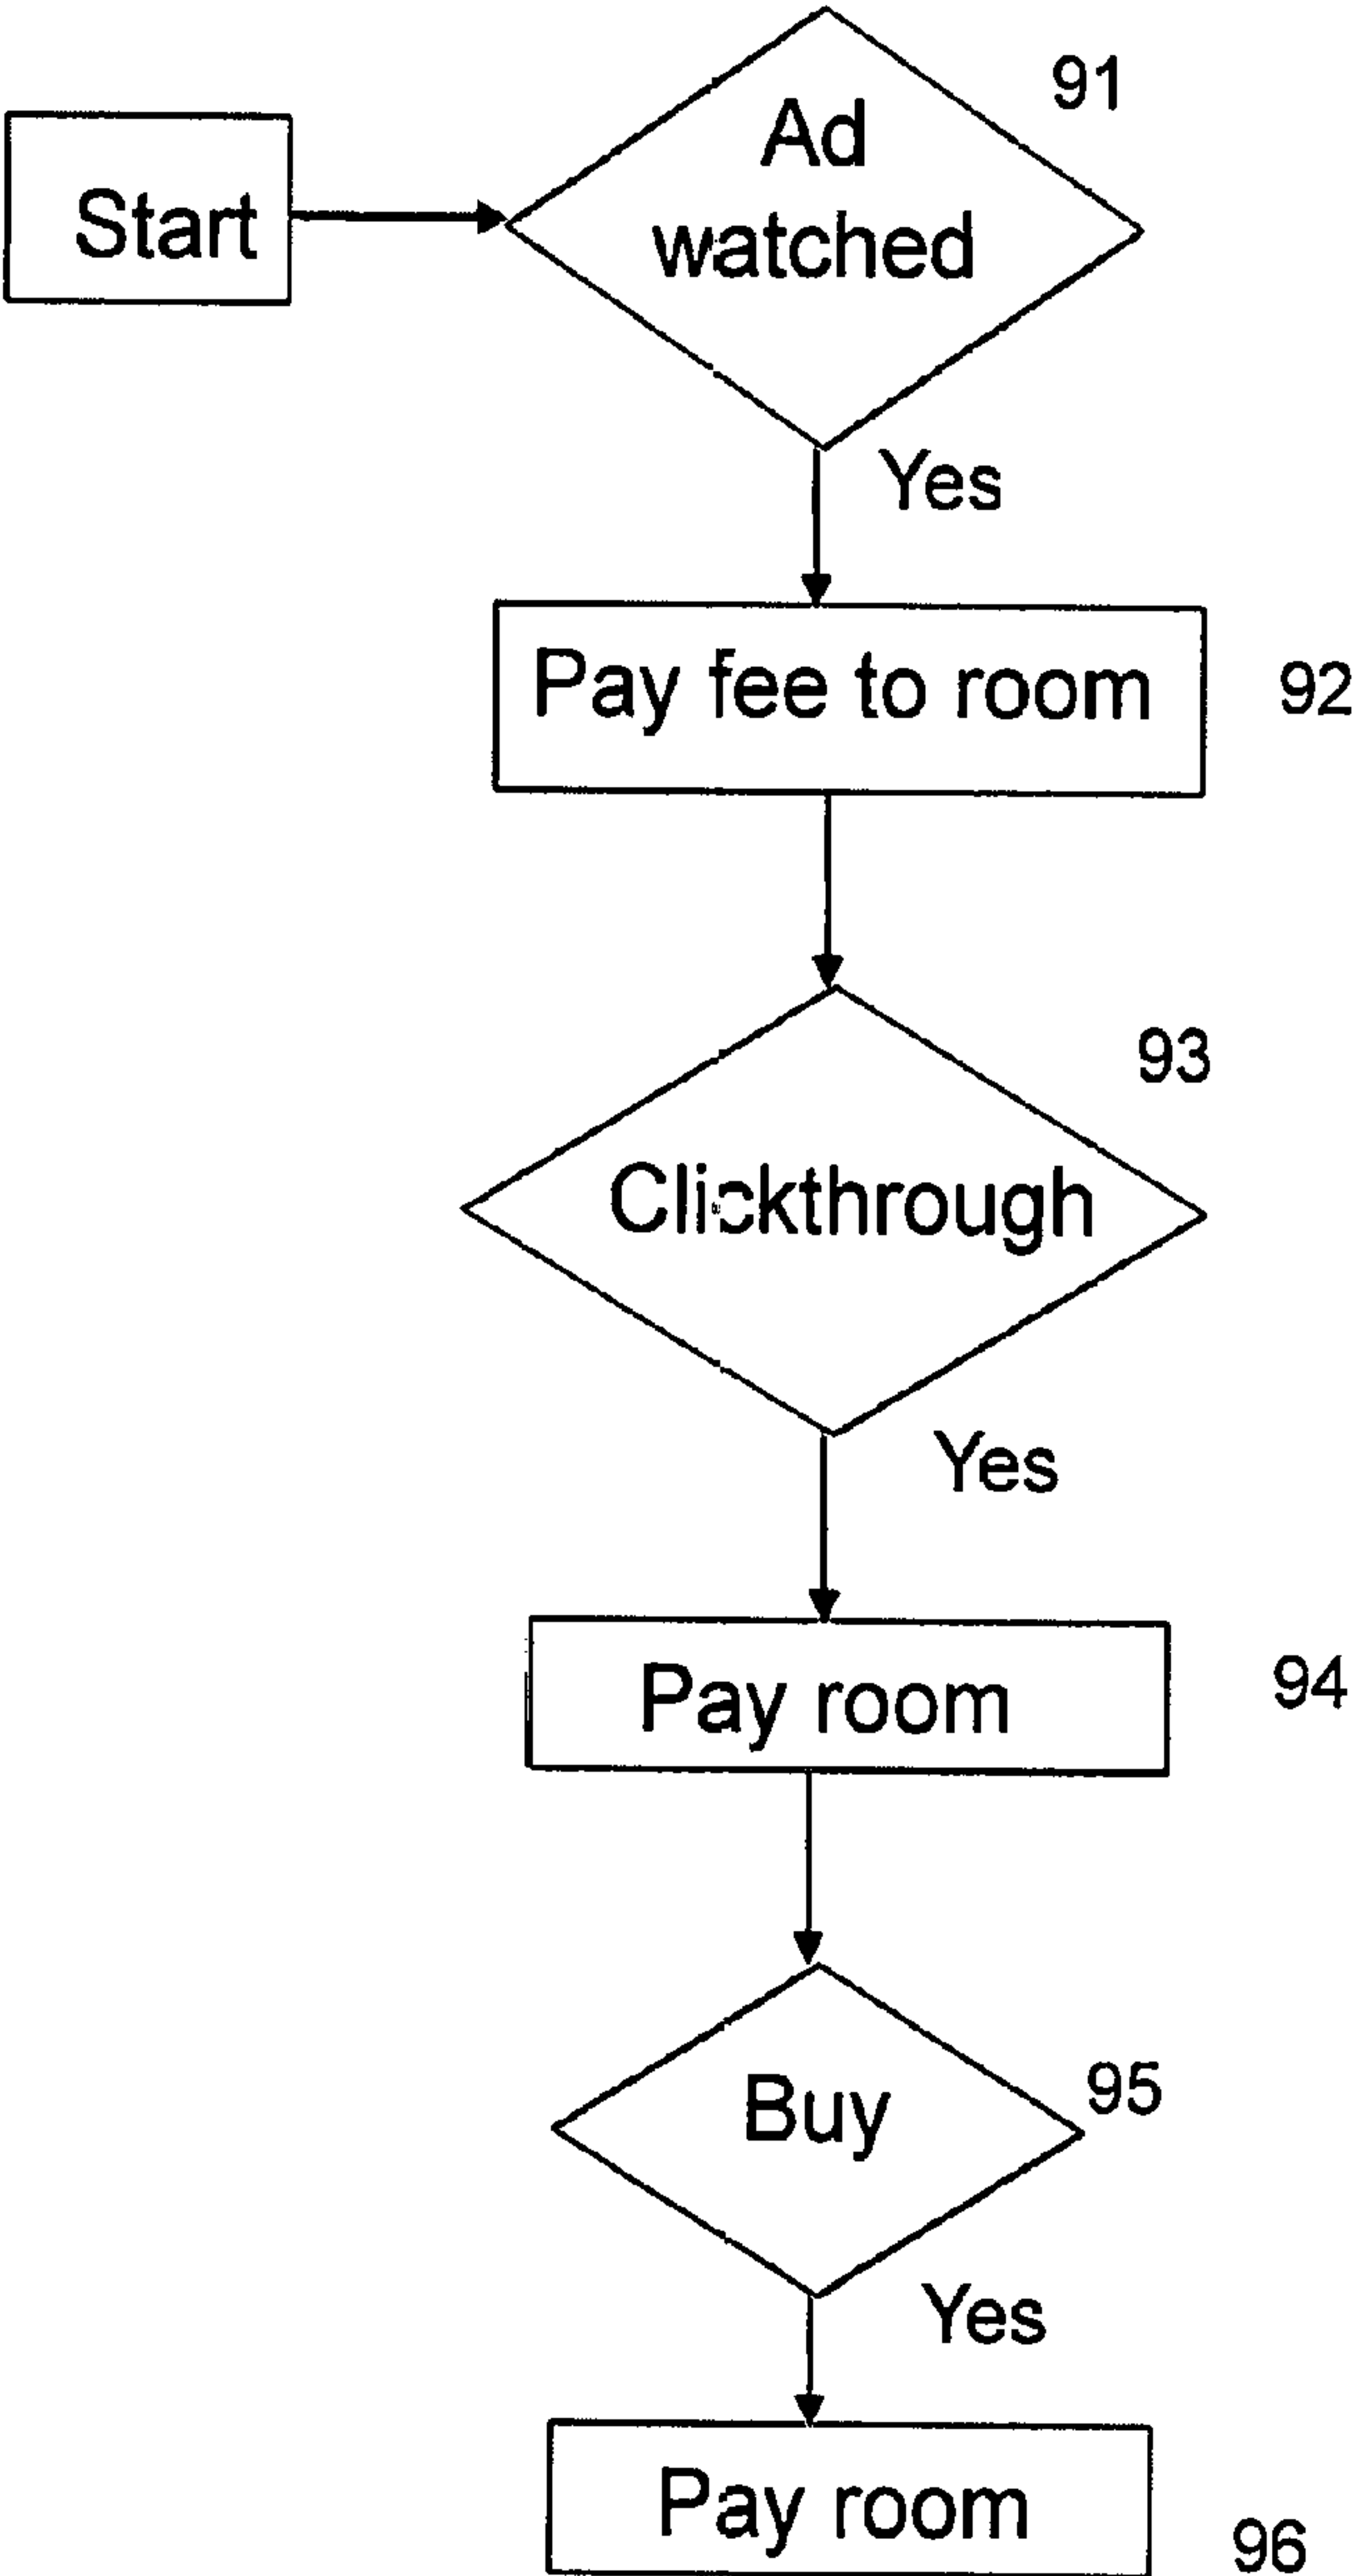 91
Ad
watched
Start
Yes
Pay fee to room
92
93
Clickthrough
Yes
Pay room
94
Buy
95
Yes
Pay room
96